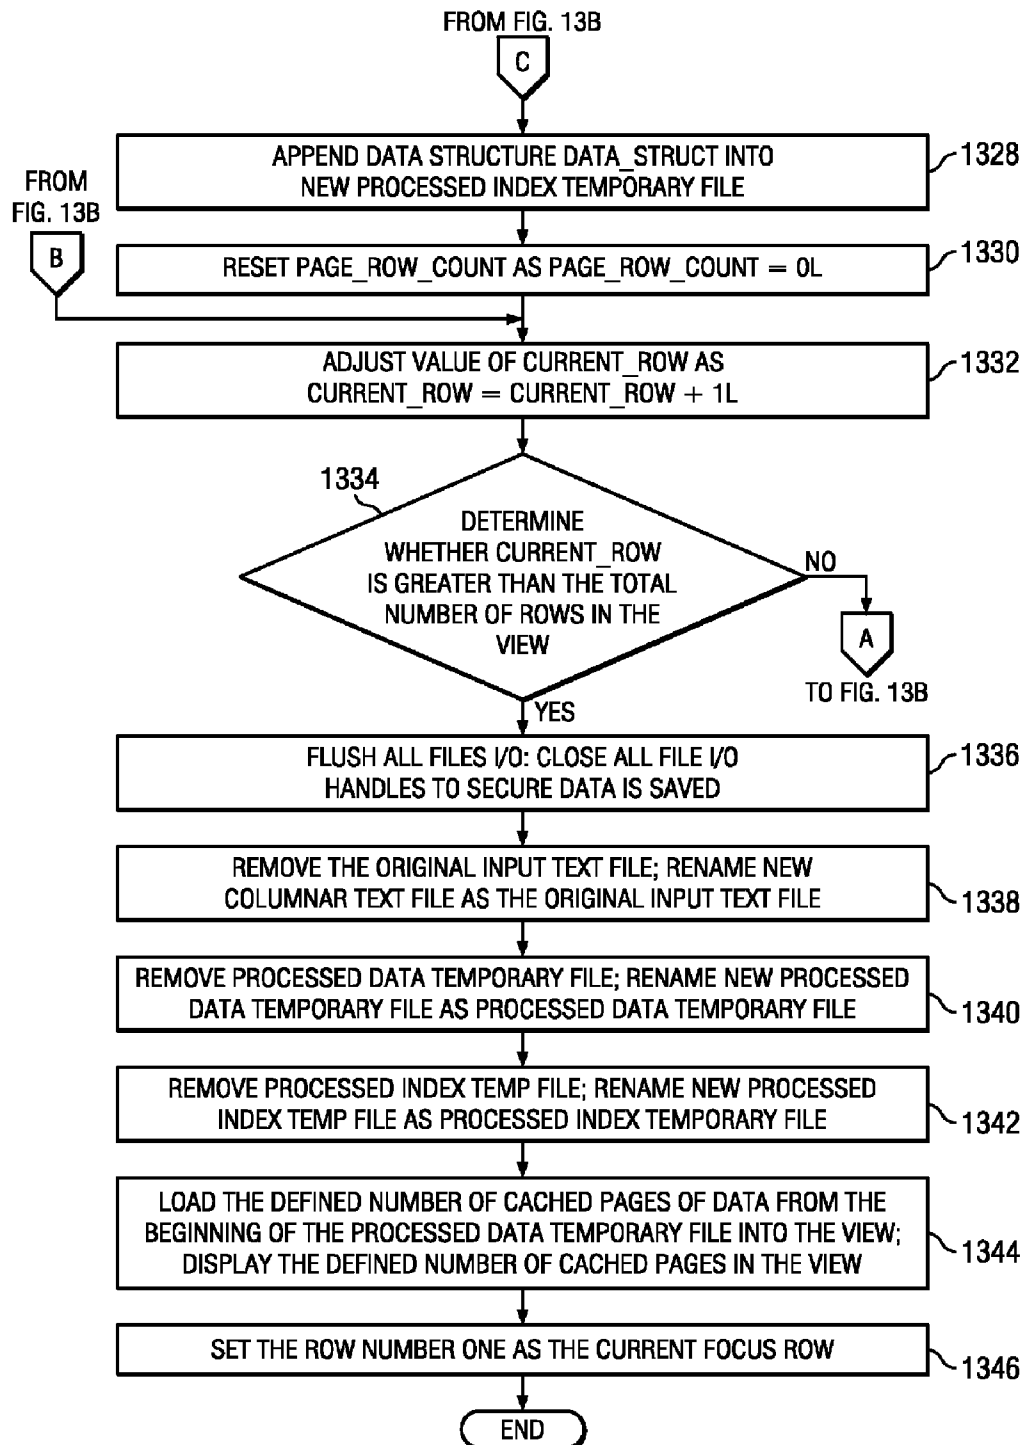 FROM FIG. 13B
C
APPEND DATA STRUCTURE DATA_STRUCT INTO
NEW PROCESSED INDEX TEMPORARY FILE
1328
FROM
FIG. 13B
B
RESET PAGE_ROW_COUNT AS PAGE_ROW_COUNT = 0L
1330
ADJUST VALUE OF CURRENT_ROW AS
CURRENT_ROW = CURRENT_ROW + 1L
1332
1334
DETERMINE
WHETHER CURRENT_ROW
IS GREATER THAN THE TOTAL
NUMBER OF ROWS IN THE
VIEW
NO
A
TO FIG. 13B
YES
FLUSH ALL FILES I/O: CLOSE ALL FILE I/O
HANDLES TO SECURE DATA IS SAVED
1336
REMOVE THE ORIGINAL INPUT TEXT FILE; RENAME NEW
COLUMNAR TEXT FILE AS THE ORIGINAL INPUT TEXT FILE
1338
REMOVE PROCESSED DATA TEMPORARY FILE; RENAME NEW PROCESSED
DATA TEMPORARY FILE AS PROCESSED DATA TEMPORARY FILE
1340
REMOVE PROCESSED INDEX TEMP FILE; RENAME NEW PROCESSED
INDEX TEMP FILE AS PROCESSED INDEX TEMPORARY FILE
1342
LOAD THE DEFINED NUMBER OF CACHED PAGES OF DATA FROM THE
BEGINNING OF THE PROCESSED DATA TEMPORARY FILE INTO THE VIEW;
DISPLAY THE DEFINED NUMBER OF CACHED PAGES IN THE VIEW
1344
SET THE ROW NUMBER ONE AS THE CURRENT FOCUS ROW
1346
END